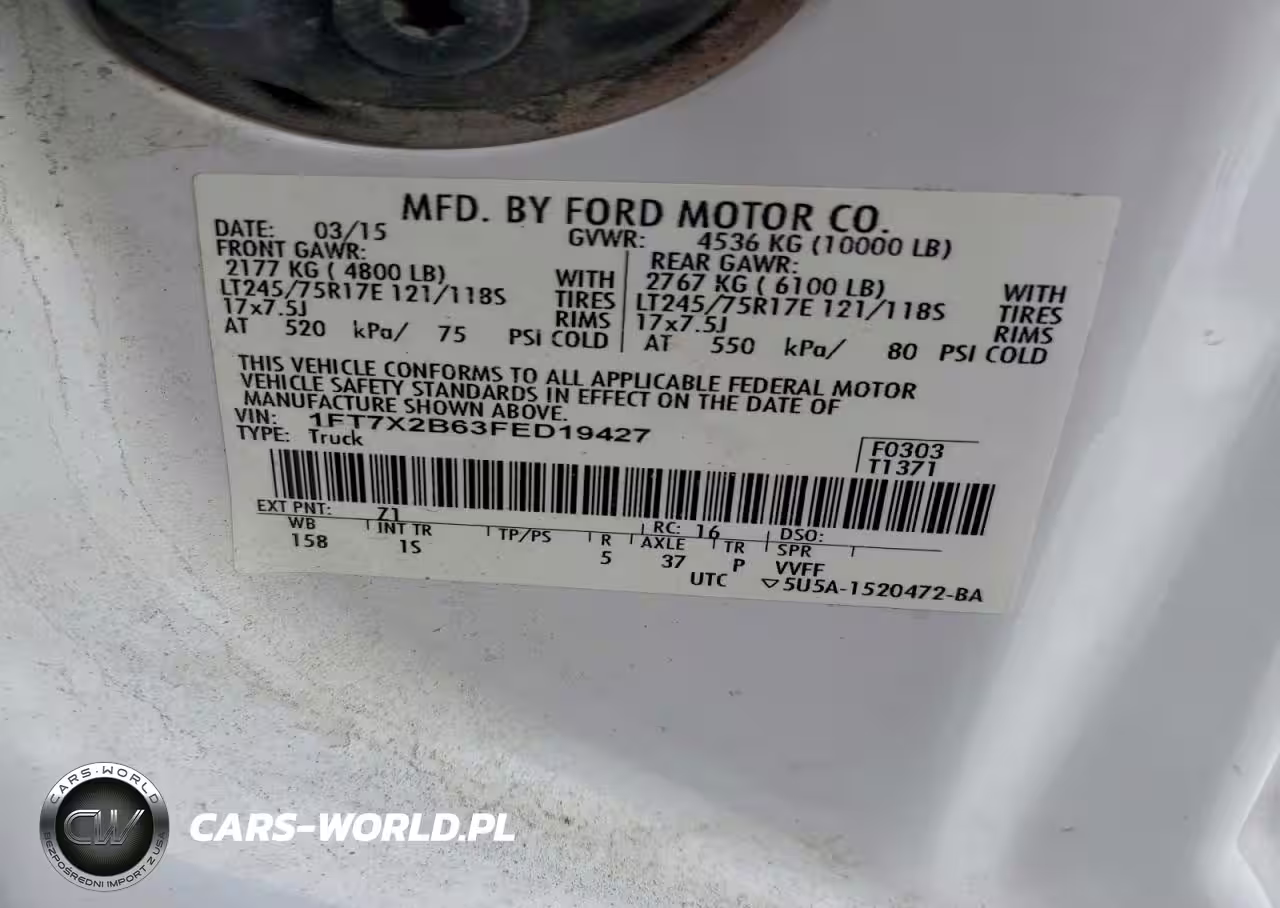 MFD. BY FORD MOTOR CO.
DATE: 03/15 GVWR: 4536 KG (10000 LB)
FRONT GAWR: REAR GAWR:
2177 KG ( 4800 LB) WITH 2767 KG ( 6100 LB) WITH
LT245/75R17E 121/118S TIRES LT245/75R17E 121/118S TIRES
17x7.5J RIMS 17x7.5J RIMS
AT 520 kPa/ 75 PSI COLD AT 550 kPa/ 80 PSI COLD
THIS VEHICLE CONFORMS TO ALL APPLICABLE FEDERAL MOTOR
VEHICLE SAFETY STANDARDS IN EFFECT ON THE DATE OF
MANUFACTURE SHOWN ABOVE.
VIN: 1FT7X2B63FED19427
TYPE: Truck
F0303
T1371
EXT PNT: Z1 RC: 16 DSO:
WB INT TR TP/PS R AXLE TR SPR
158 1S 5 37 P VVFF
UTC ▽5U5A-1520472-BA
CARS-WORLD
CW
BEZPOŚREDNI IMPORT Z USA
CARS-WORLD.PL